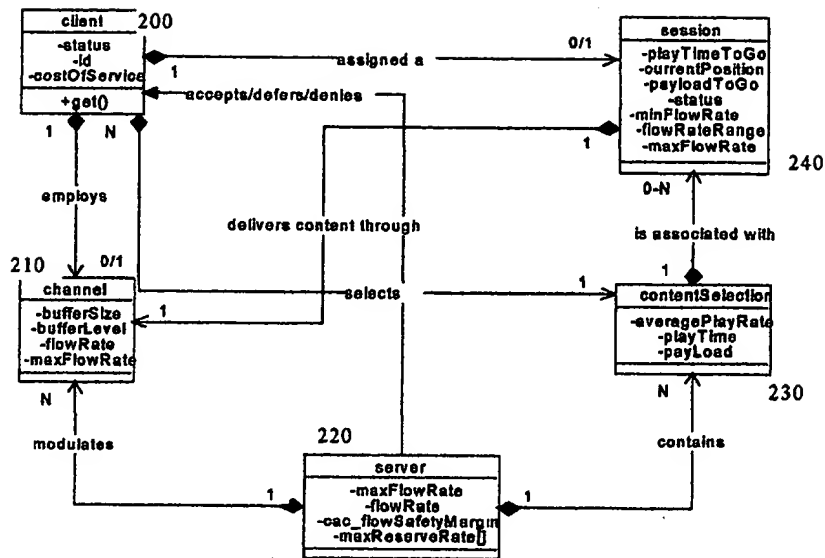 client
200
-status
-id
-costOfService
+get()
1
assigned a
0/1
session
-playTimeToGo
-currentPosition
-payloadToGo
-status
-minFlowRate
-flowRateRange
-maxFlowRate
240
accepts/defers/denies
1
N
1
employs
delivers content through
0-N
is associated with
210
0/1
channel
-bufferSize
-bufferLevel
-flowRate
-maxFlowRate
1
selects
1
1
contentSelection
-averagePlayRate
-playTime
-payLoad
230
N
modulates
220
N
contains
1
server
-maxFlowRate
-flowRate
-cac_flowSafetyMargin
-maxReserveRate[]
1